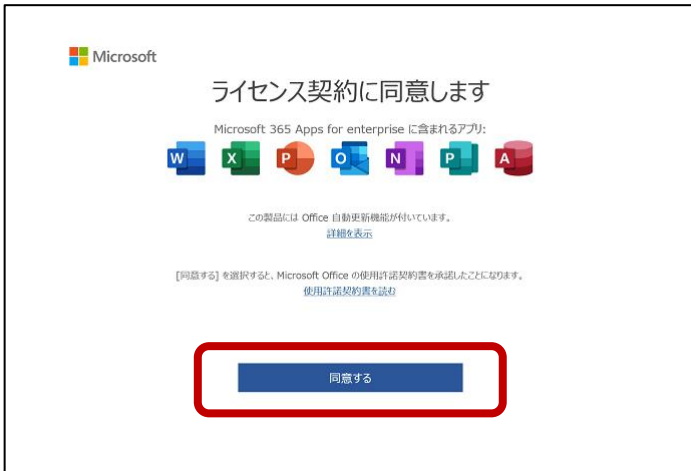 Microsoft
ライセンス契約に同意します
Microsoft 365 Apps for enterprise に含まれるアプリ:
W X P O N P A
この製品には Office 自動更新機能が付いています。
詳細を表示
[同意する] を選択すると、Microsoft Office の使用許諾契約書を承諾したことになります。
使用許諾契約書を読む
同意する